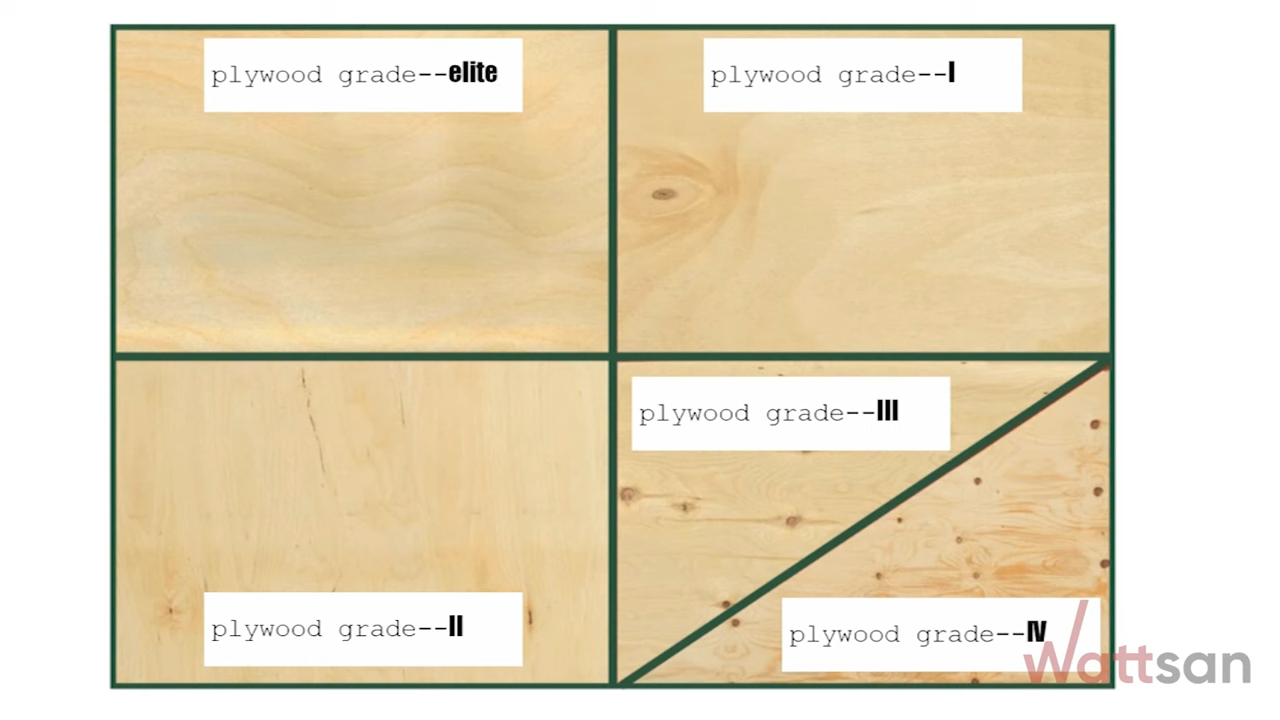 plywood grade--elite
plywood grade--I
plywood grade--III
plywood grade--II
plywood grade--IV
Wattsan